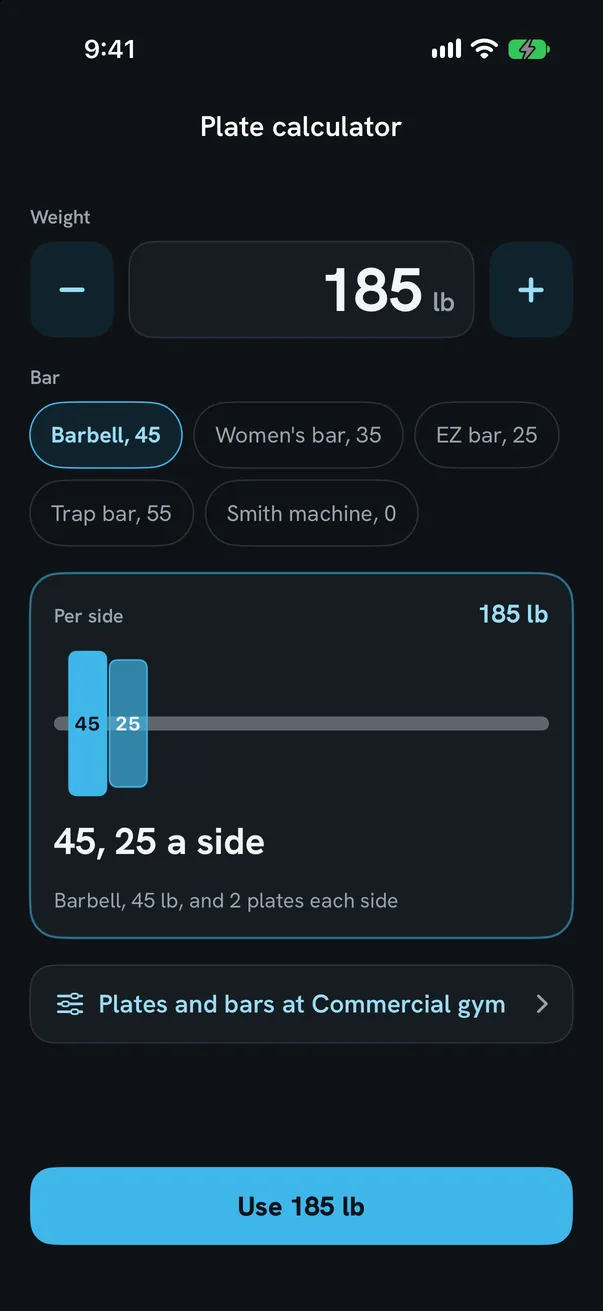 9:41
Plate calculator
Weight
− 185 lb +
Bar
Barbell, 45 Women's bar, 35 EZ bar, 25
Trap bar, 55 Smith machine, 0
Per side 185 lb
45 25
45, 25 a side
Barbell, 45 lb, and 2 plates each side
Plates and bars at Commercial gym
Use 185 lb